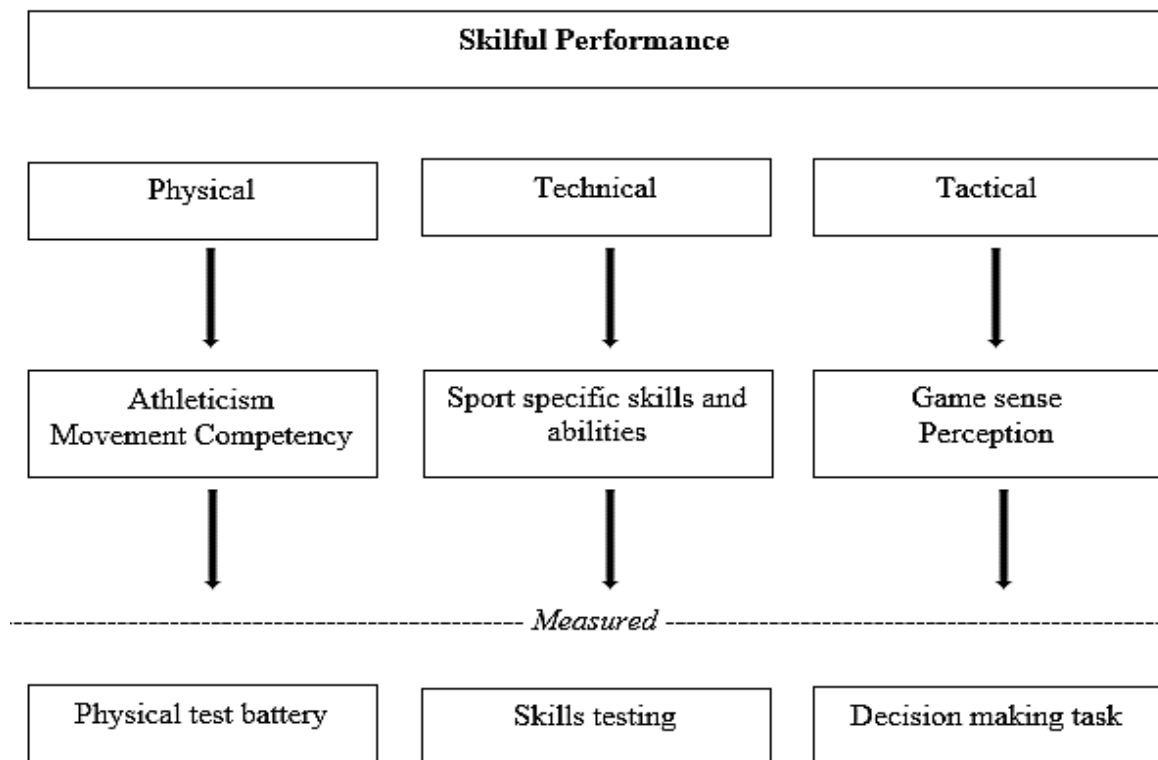 Skilful Performance
Physical
Technical
Tactical
Athleticism
Movement Competency
Sport specific skills and
abilities
Game sense
Perception
Measured
Physical test battery
Skills testing
Decision making task